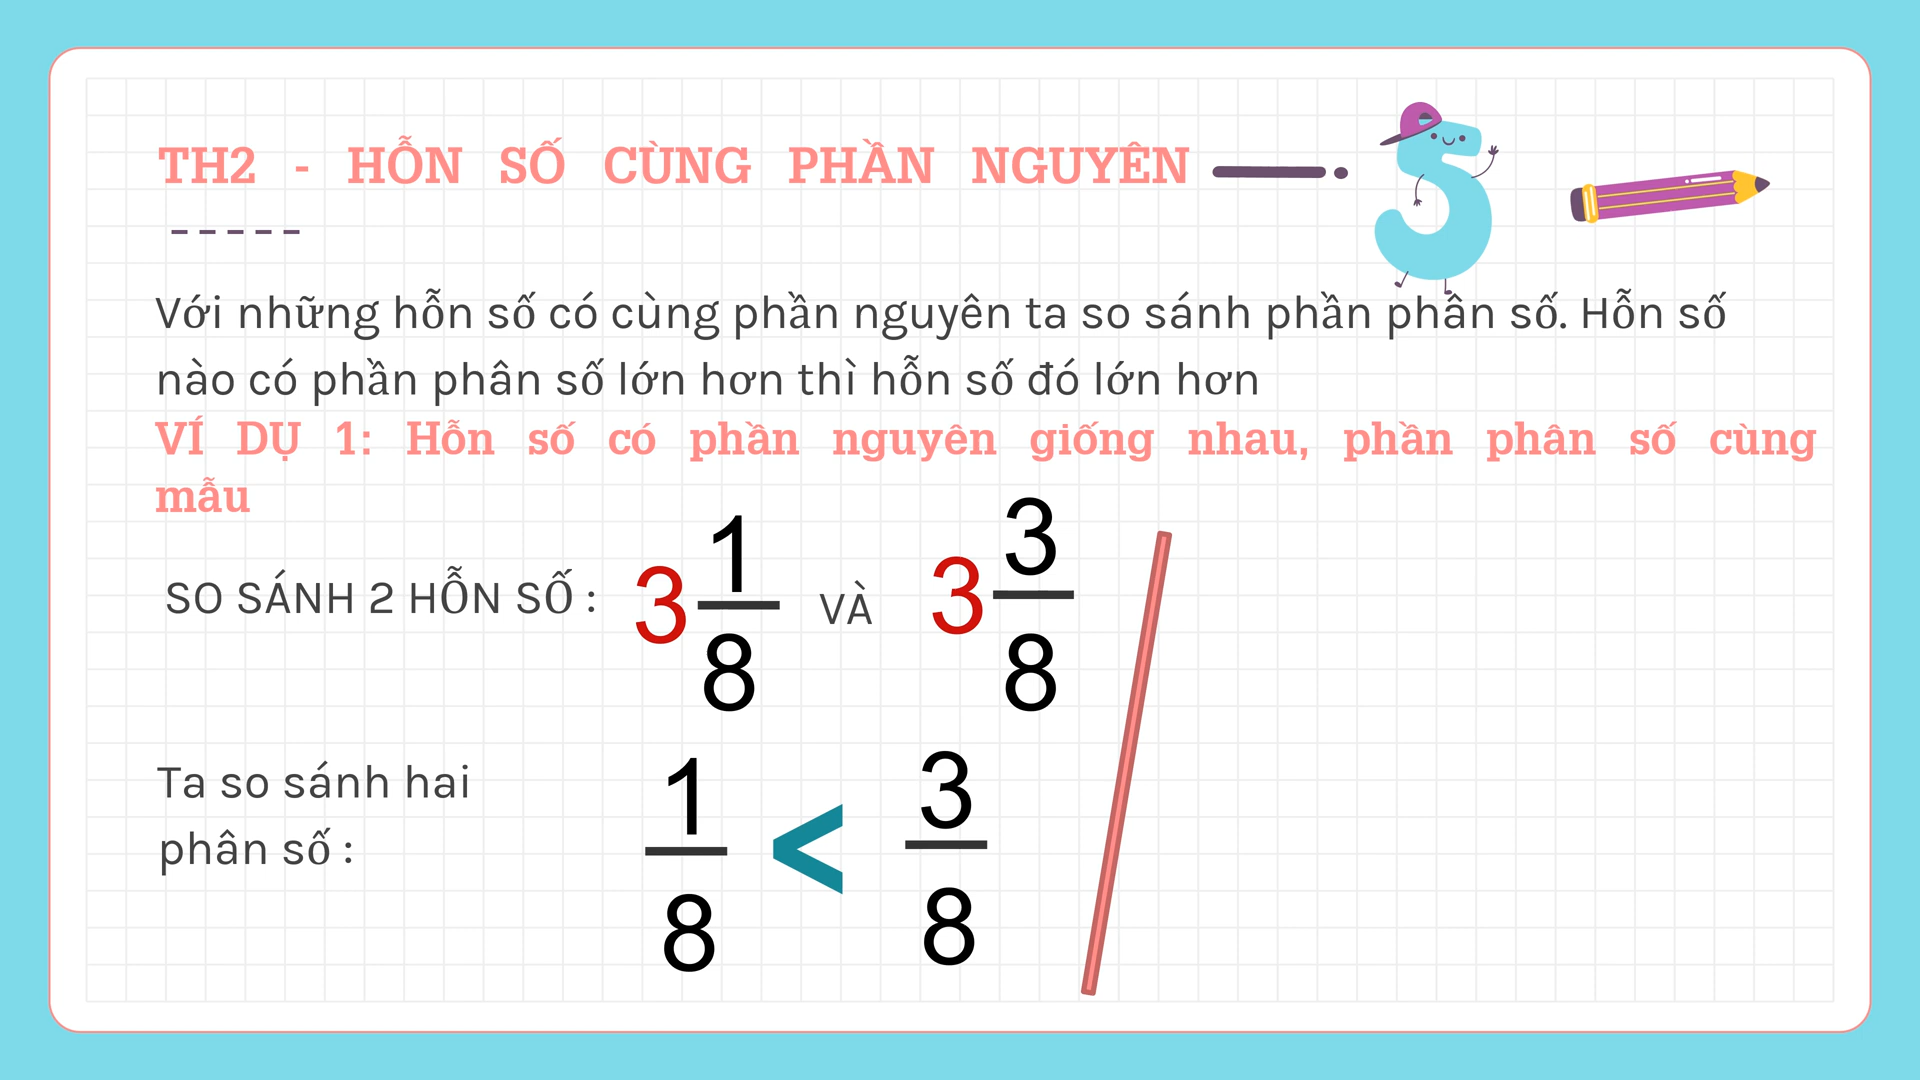 TH2 - HỖN SỐ CÙNG PHẦN NGUYÊN
Với những hỗn số có cùng phần nguyên ta so sánh phần phân số. Hỗn số
nào có phần phân số lớn hơn thì hỗn số đó lớn hơn
VÍ DỤ 1: Hỗn số có phần nguyên giống nhau, phần phân số cùng
mẫu
SO SÁNH 2 HỖN SỐ : 3 1/8 VÀ 3 3/8
Ta so sánh hai
phân số : 1/8 < 3/8